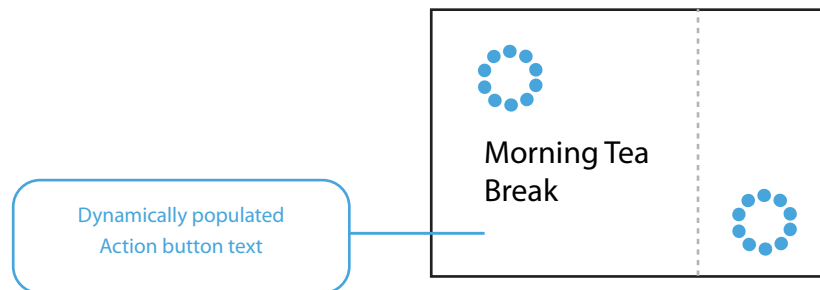 Morning Tea
Break
Dynamically populated
Action button text